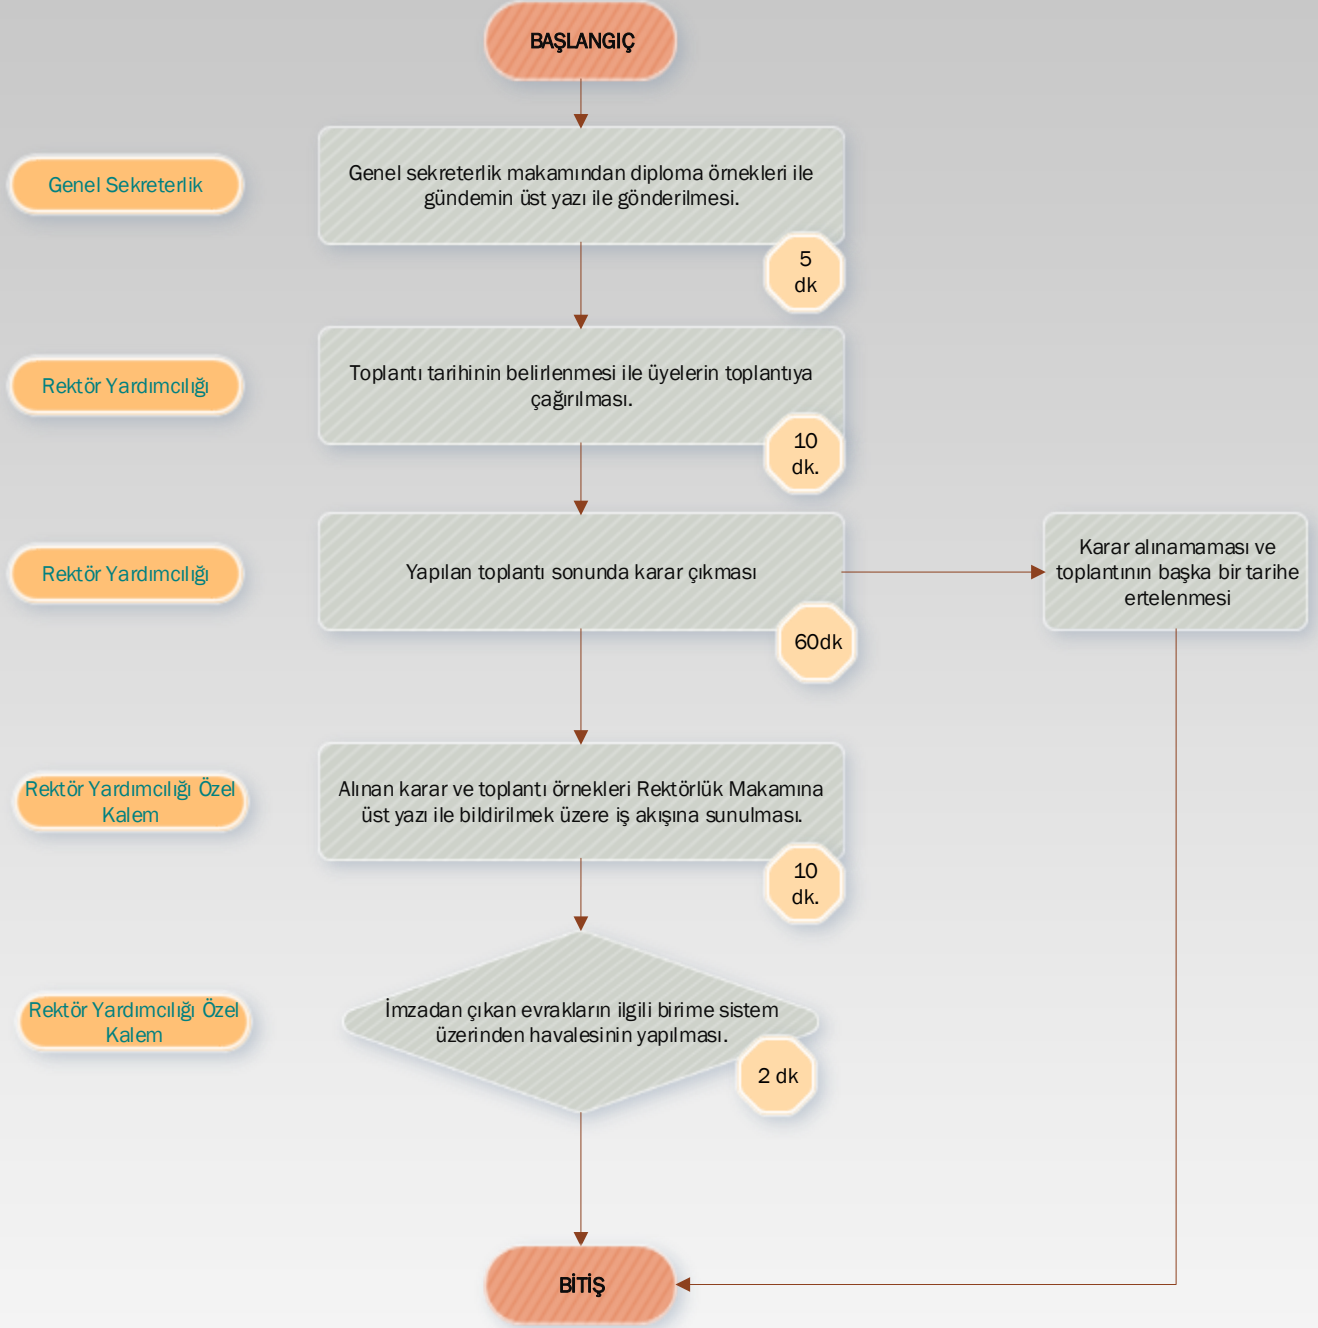 BAŞLANGIÇ
Genel Sekreterlik
Genel sekreterlik makamından diploma örnekleri ile
gündemin üst yazı ile gönderilmesi.
5
dk
Rektör Yardımcılığı
Toplantı tarihinin belirlenmesi ile üyelerin toplantıya
çağırılması.
10
dk.
Rektör Yardımcılığı
Yapılan toplantı sonunda karar çıkması
60dk
Karar alınamaması ve
toplantının başka bir tarihe
ertelenmesi
Rektör Yardımcılığı Özel
Kalem
Alınan karar ve toplantı örnekleri Rektörlük Makamına
üst yazı ile bildirilmek üzere iş akışına sunulması.
10
dk.
Rektör Yardımcılığı Özel
Kalem
İmzadan çıkan evrakların ilgili birime sistem
üzerinden havalesinin yapılması.
2 dk
BİTİŞ